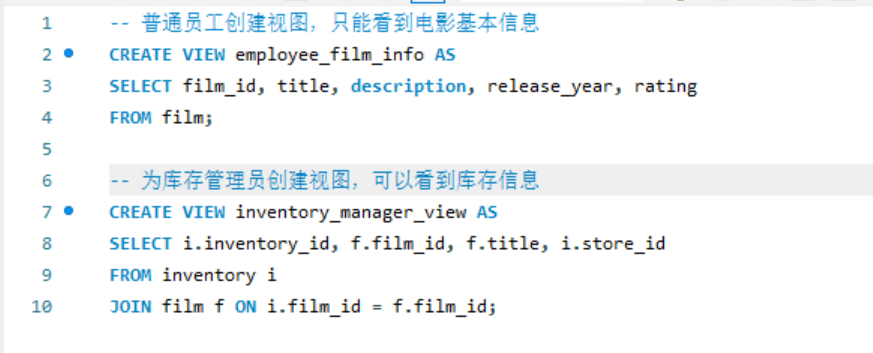 1 -- 普通员工创建视图，只能看到电影基本信息
2 CREATE VIEW employee_film_info AS
3 SELECT film_id, title, description, release_year, rating
4 FROM film;
5
6 -- 为库存管理员创建视图，可以看到库存信息
7 CREATE VIEW inventory_manager_view AS
8 SELECT i.inventory_id, f.film_id, f.title, i.store_id
9 FROM inventory i
10 JOIN film f ON i.film_id = f.film_id;